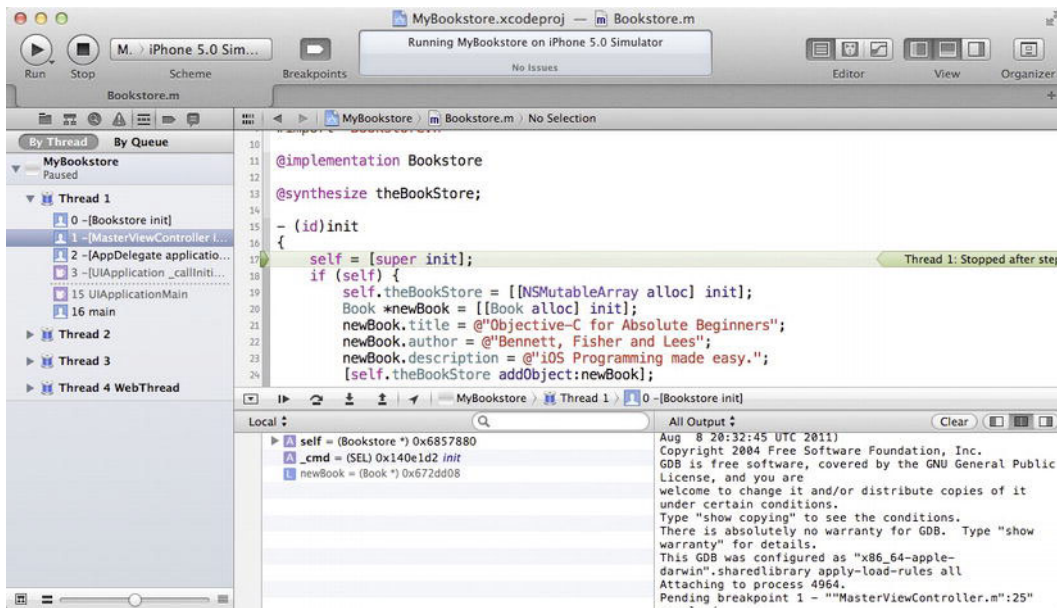 MyBookstore.xcodeproj — m Bookstore.m
Running MyBookstore on iPhone 5.0 Simulator
No Issues
M. › iPhone 5.0 Sim...
Run Stop Scheme Breakpoints Editor View Organizer
Bookstore.m
MyBookstore › m Bookstore.m › No Selection
By Thread By Queue
MyBookstore
Paused
Thread 1
0 -[Bookstore init]
1 -[MasterViewController i...
2 -[AppDelegate applicatio...
3 -[UIApplication _callIniti...
15 UIApplicationMain
16 main
Thread 2
Thread 3
Thread 4 WebThread
10
11 @implementation Bookstore
12
13 @synthesize theBookStore;
14
15 - (id)init
16 {
17 self = [super init]; Thread 1: Stopped after step
18 if (self) {
19 self.theBookStore = [[NSMutableArray alloc] init];
20 Book *newBook = [[Book alloc] init];
21 newBook.title = @"Objective-C for Absolute Beginners";
22 newBook.author = @"Bennett, Fisher and Lees";
23 newBook.description = @"iOS Programming made easy.";
24 [self.theBookStore addObject:newBook];
MyBookstore › Thread 1 › 0 -[Bookstore init]
Local
self = (Bookstore *) 0x6857880
_cmd = (SEL) 0x140e1d2 init
newBook = (Book *) 0x672dd08
All Output Clear
Aug 8 20:32:45 UTC 2011)
Copyright 2004 Free Software Foundation, Inc.
GDB is free software, covered by the GNU General Public
License, and you are
welcome to change it and/or distribute copies of it
under certain conditions.
Type "show copying" to see the conditions.
There is absolutely no warranty for GDB. Type "show
warranty" for details.
This GDB was configured as "x86_64-apple-
darwin".sharedlibrary apply-load-rules all
Attaching to process 4964.
Pending breakpoint 1 - ""MasterViewController.m":25"